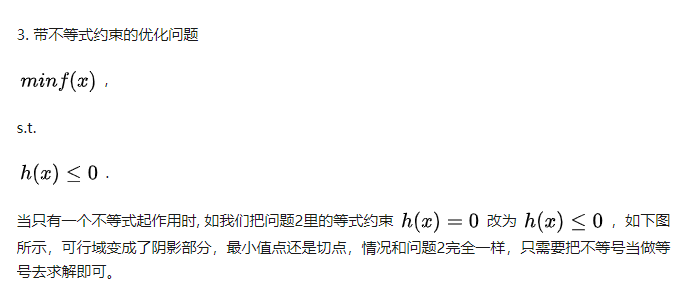 3. 带不等式约束的优化问题
minf(x) ，
s.t.
h(x) ≤ 0 .
当只有一个不等式起作用时, 如我们把问题2里的等式约束 h(x) = 0 改为 h(x) ≤ 0 ，如下图
所示，可行域变成了阴影部分，最小值点还是切点，情况和问题2完全一样，只需要把不等号当做等
号去求解即可。